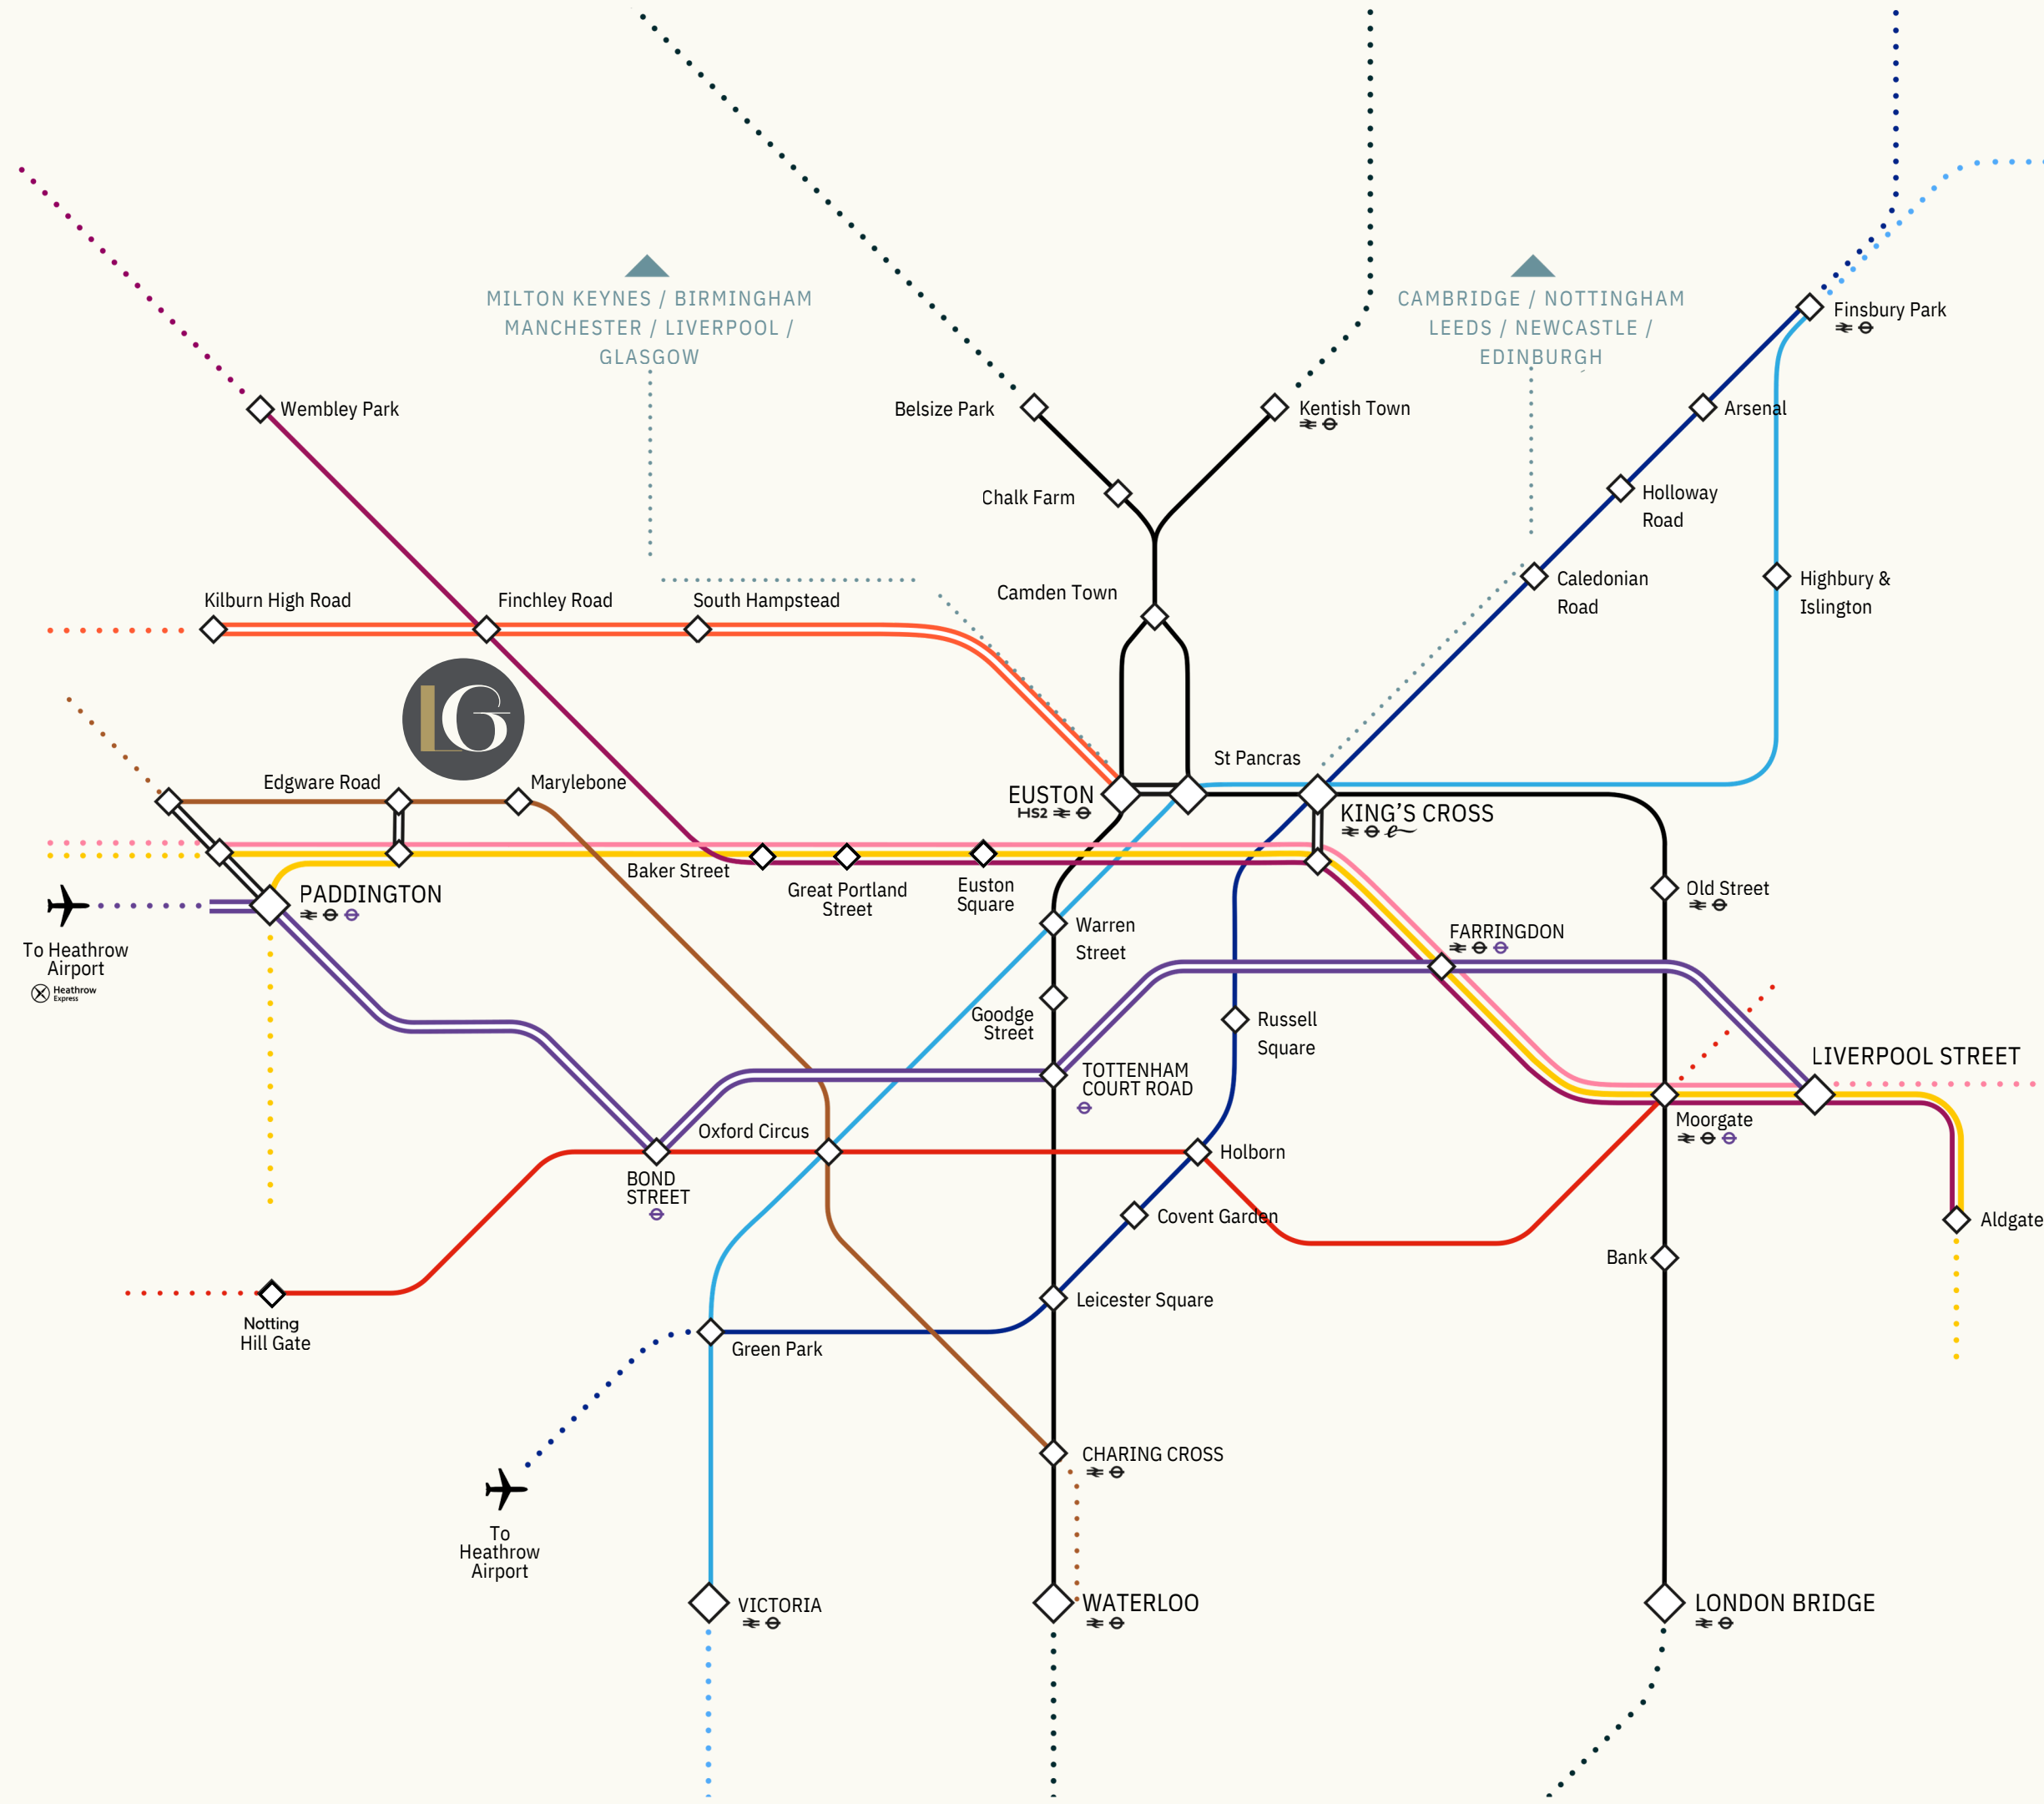 MILTON KEYNES / BIRMINGHAM
MANCHESTER / LIVERPOOL /
GLASGOW
CAMBRIDGE / NOTTINGHAM
LEEDS / NEWCASTLE /
EDINBURGH
Finsbury Park
Wembley Park
Belsize Park
Kentish Town
Arsenal
Chalk Farm
Holloway
Road
Camden Town
Caledonian
Road
Highbury &
Islington
Kilburn High Road
Finchley Road
South Hampstead
LG
St Pancras
Edgware Road
Marylebone
EUSTON
HS2
KING'S CROSS
e
Baker Street
Great Portland
Street
Euston
Square
Old Street
PADDINGTON
Warren
Street
FARRINGDON
To Heathrow
Airport
Heathrow
Express
Goodge
Street
Russell
Square
LIVERPOOL STREET
TOTTENHAM
COURT ROAD
Moorgate
Oxford Circus
Holborn
BOND
STREET
Covent Garden
Aldgate
Bank
Leicester Square
Notting
Hill Gate
Green Park
CHARING CROSS
To
Heathrow
Airport
VICTORIA
WATERLOO
LONDON BRIDGE